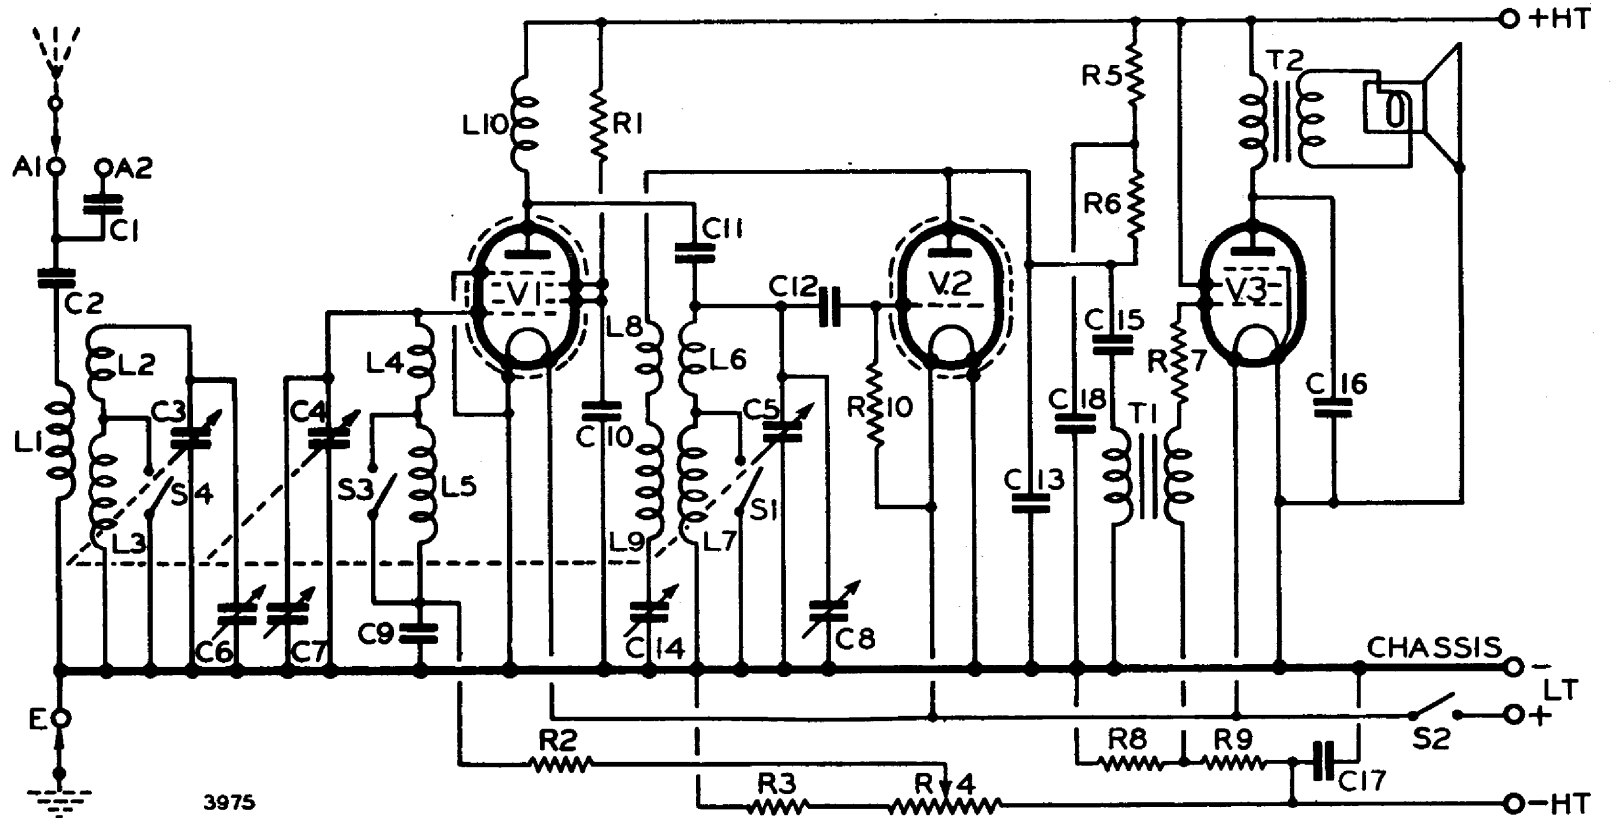 +HT
T2
R5
L10
R1
A1
A2
R6
C1
C11
V1
V2
V3
C12
C2
L8
C15
L2
L4
L6
R7
C16
C3
C4
C5
R10
C18
T1
L1
C10
S4
S3
L5
C13
S1
L3
L9
L7
C6
C7
C9
C14
C8
CHASSIS
-
LT
E
+
R2
R8
R9
S2
3975
R3
R4
C17
-HT